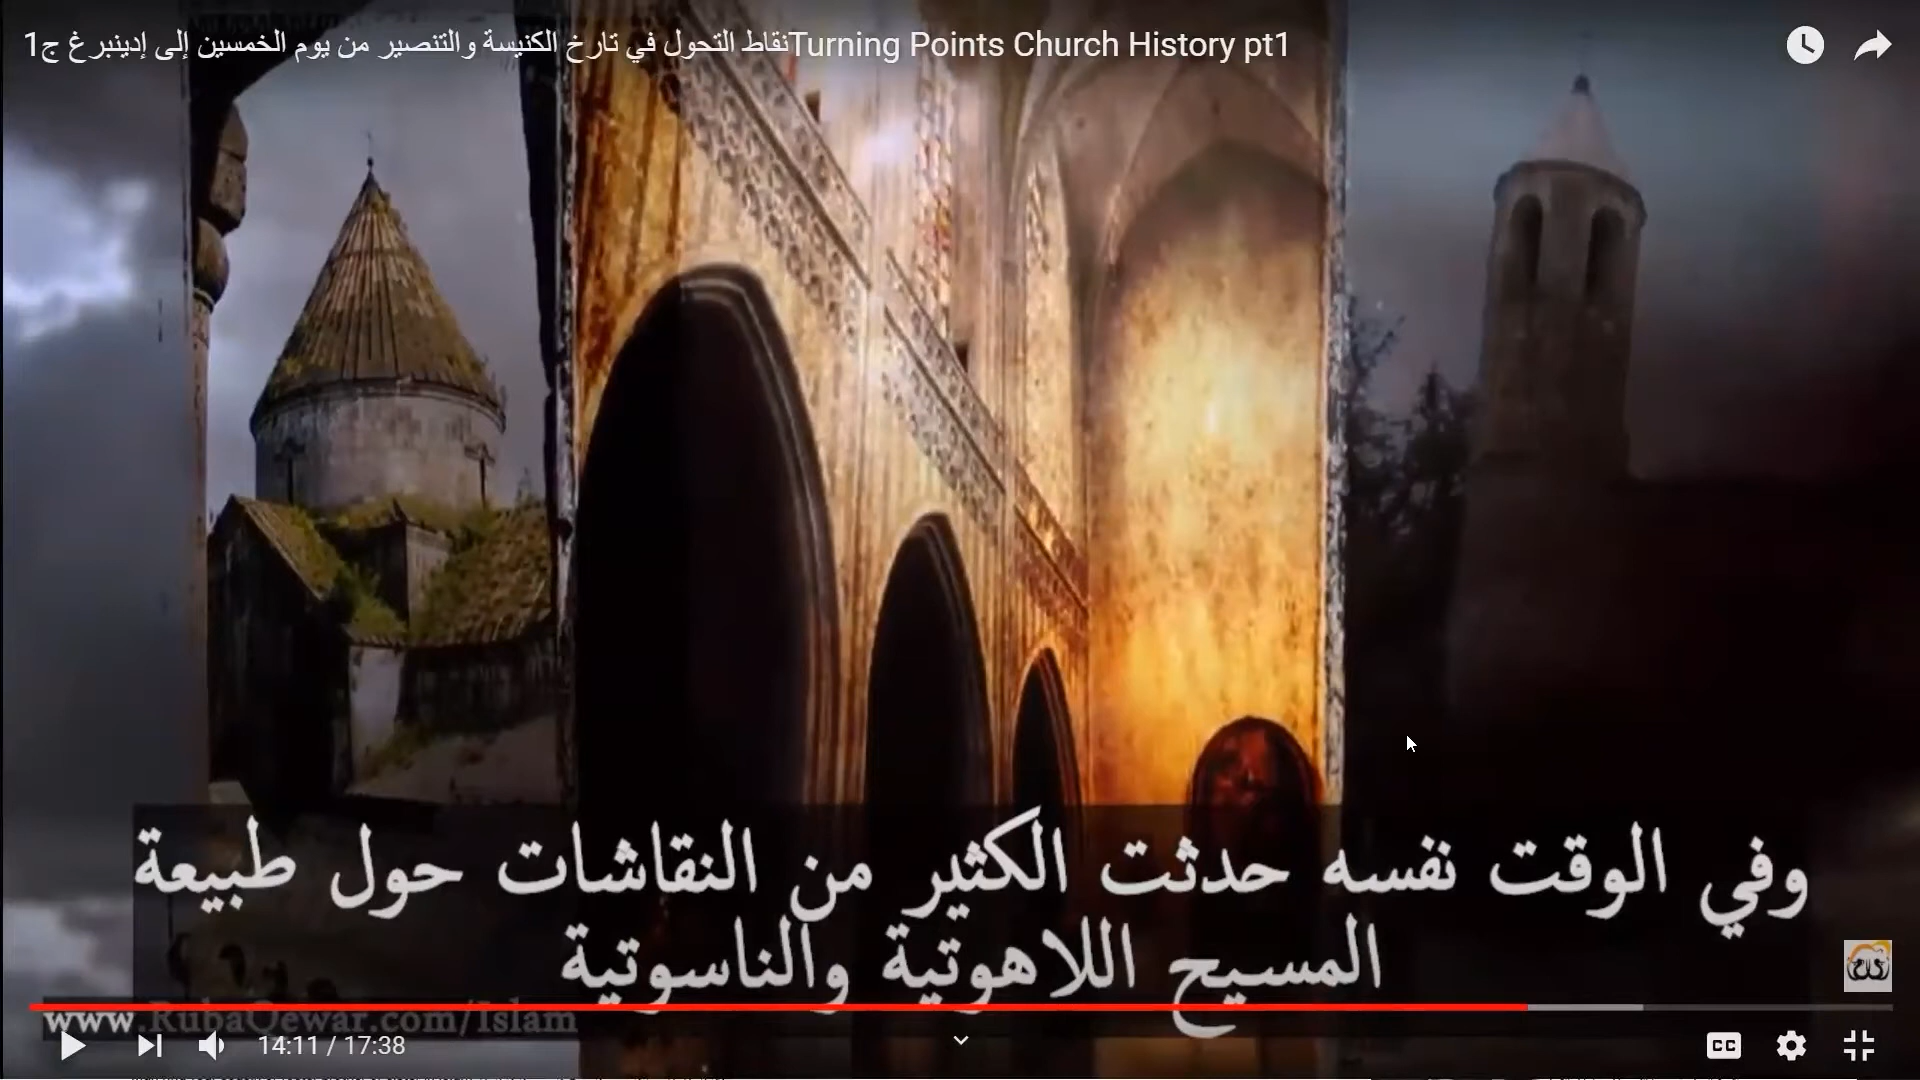 نقاط التحول في تارخ الكنيسة والتنصير من يوم الخمسين إلى إدينبرغ ج1Turning Points Church History pt1
وفي الوقت نفسه حدثت الكثير من النقاشات حول طبيعة
المسيح اللاهوتية والناسوتية
www.RubaQewar.com/Islam
14:11 / 17:38
CC